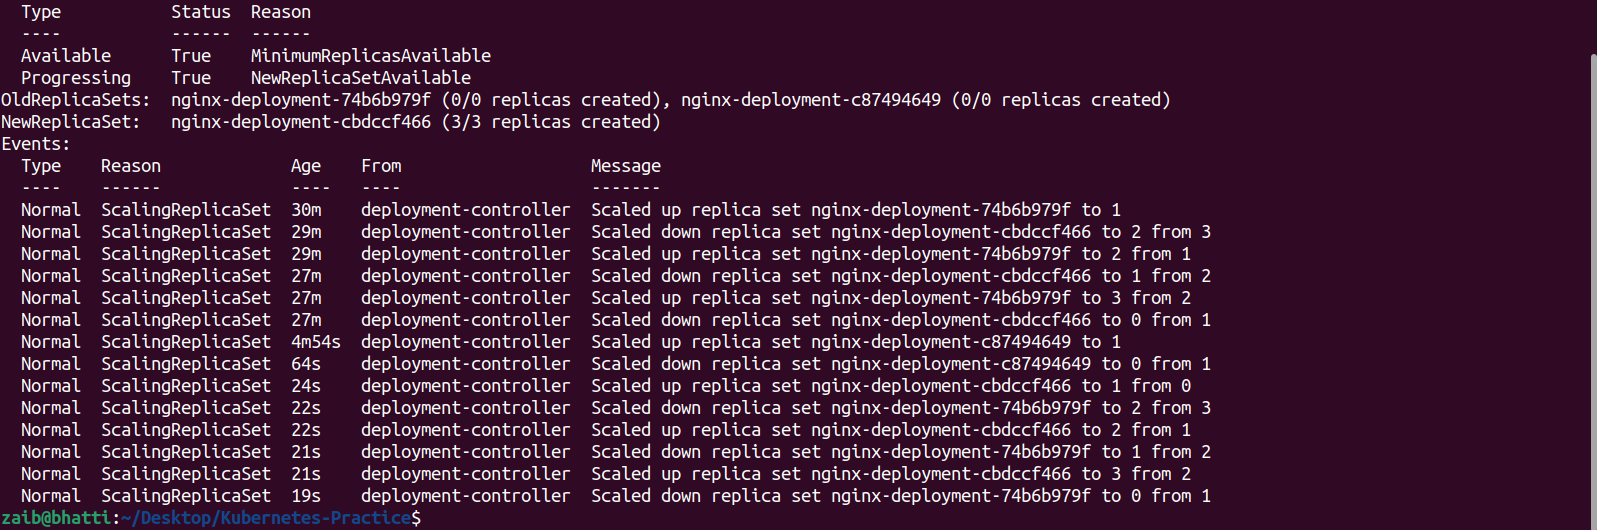 Type Status Reason
---- ------ ------
Available True MinimumReplicasAvailable
Progressing True NewReplicaSetAvailable
OldReplicaSets: nginx-deployment-74b6b979f (0/0 replicas created), nginx-deployment-c87494649 (0/0 replicas created)
NewReplicaSet: nginx-deployment-cbdccf466 (3/3 replicas created)
Events:
Type Reason Age From Message
---- ------ ---- ---- -------
Normal ScalingReplicaSet 30m deployment-controller Scaled up replica set nginx-deployment-74b6b979f to 1
Normal ScalingReplicaSet 29m deployment-controller Scaled down replica set nginx-deployment-cbdccf466 to 2 from 3
Normal ScalingReplicaSet 29m deployment-controller Scaled up replica set nginx-deployment-74b6b979f to 2 from 1
Normal ScalingReplicaSet 27m deployment-controller Scaled down replica set nginx-deployment-cbdccf466 to 1 from 2
Normal ScalingReplicaSet 27m deployment-controller Scaled up replica set nginx-deployment-74b6b979f to 3 from 2
Normal ScalingReplicaSet 27m deployment-controller Scaled down replica set nginx-deployment-cbdccf466 to 0 from 1
Normal ScalingReplicaSet 4m54s deployment-controller Scaled up replica set nginx-deployment-c87494649 to 1
Normal ScalingReplicaSet 64s deployment-controller Scaled down replica set nginx-deployment-c87494649 to 0 from 1
Normal ScalingReplicaSet 24s deployment-controller Scaled up replica set nginx-deployment-cbdccf466 to 1 from 0
Normal ScalingReplicaSet 22s deployment-controller Scaled down replica set nginx-deployment-74b6b979f to 2 from 3
Normal ScalingReplicaSet 22s deployment-controller Scaled up replica set nginx-deployment-cbdccf466 to 2 from 1
Normal ScalingReplicaSet 21s deployment-controller Scaled down replica set nginx-deployment-74b6b979f to 1 from 2
Normal ScalingReplicaSet 21s deployment-controller Scaled up replica set nginx-deployment-cbdccf466 to 3 from 2
Normal ScalingReplicaSet 19s deployment-controller Scaled down replica set nginx-deployment-74b6b979f to 0 from 1
zaib@bhatti:~/Desktop/Kubernetes-Practice$